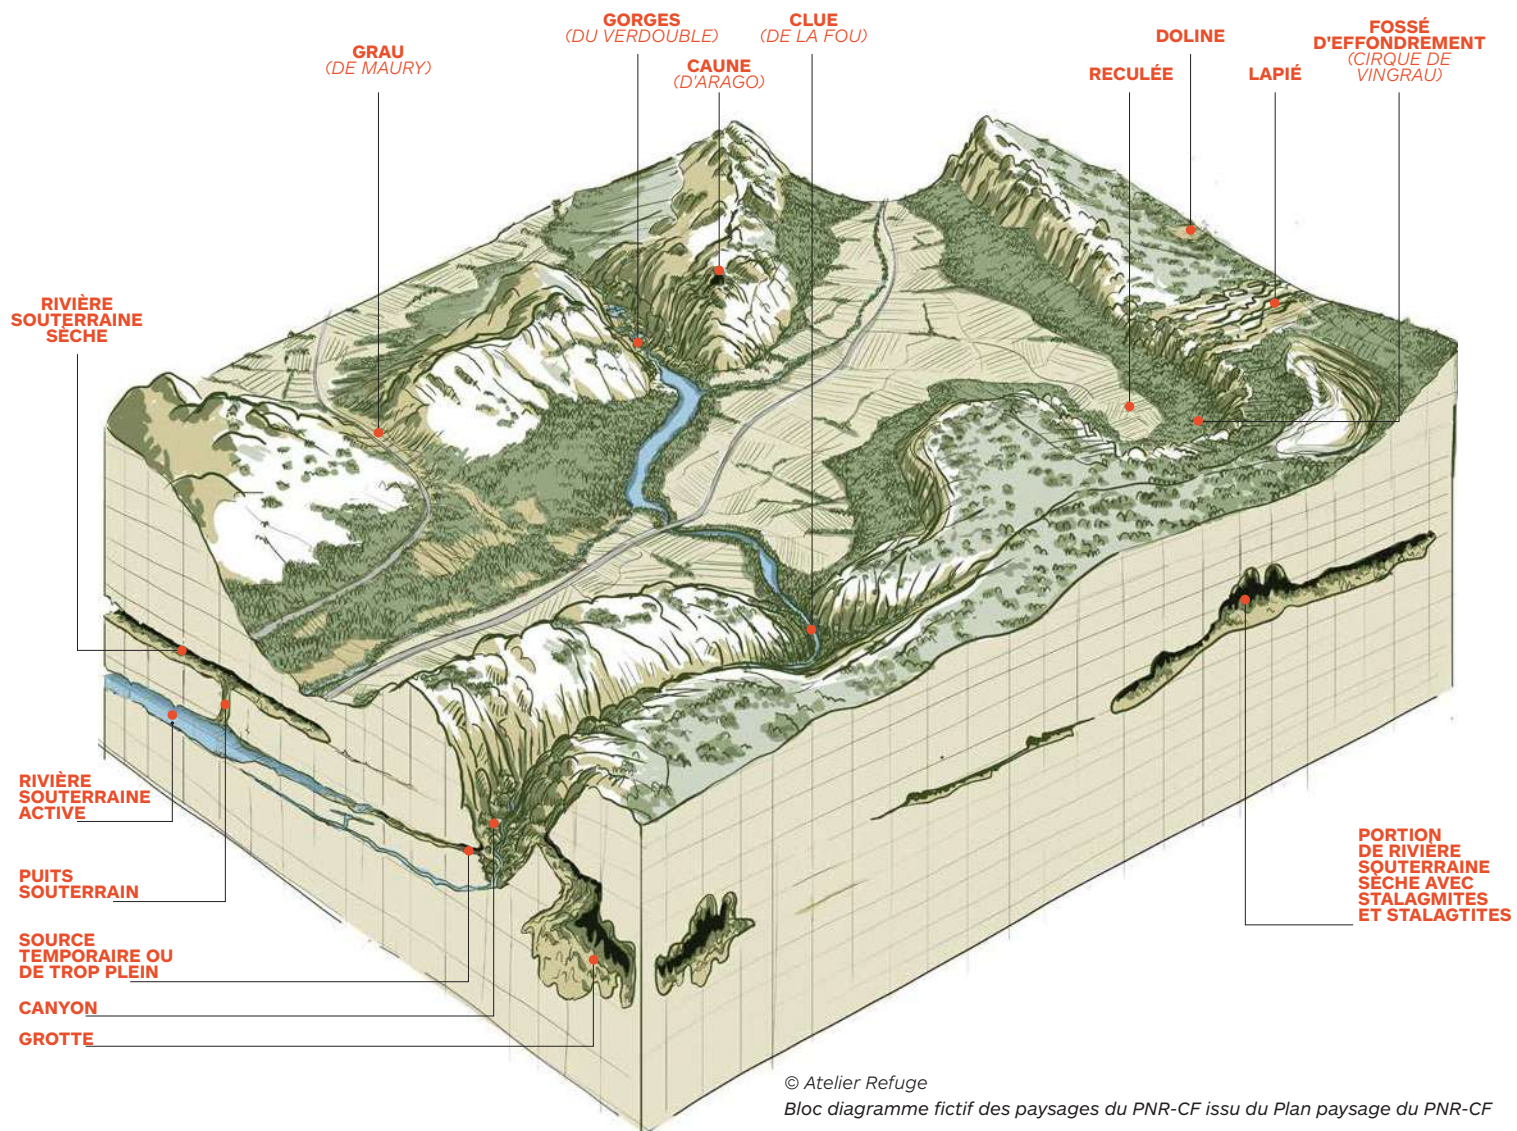 GORGES
(DU VERDOUBLE)
CLUE
(DE LA FOU)
GRAU
(DE MAURY)
CAUNE
(D'ARAGO)
DOLINE
FOSSÉ
D'EFFONDREMENT
(CIRQUE DE
VINGRAU)
RECULÉE
LAPIÉ
RIVIÈRE
SOUTERRAINE
SÈCHE
RIVIÈRE
SOUTERRAINE
ACTIVE
PUITS
SOUTERRAIN
SOURCE
TEMPORAIRE OU
DE TROP PLEIN
CANYON
GROTTE
PORTION
DE RIVIÈRE
SOUTERRAINE
SÈCHE AVEC
STALAGMITES
ET STALAGTITES
© Atelier Refuge
Bloc diagramme fictif des paysages du PNR-CF issu du Plan paysage du PNR-CF